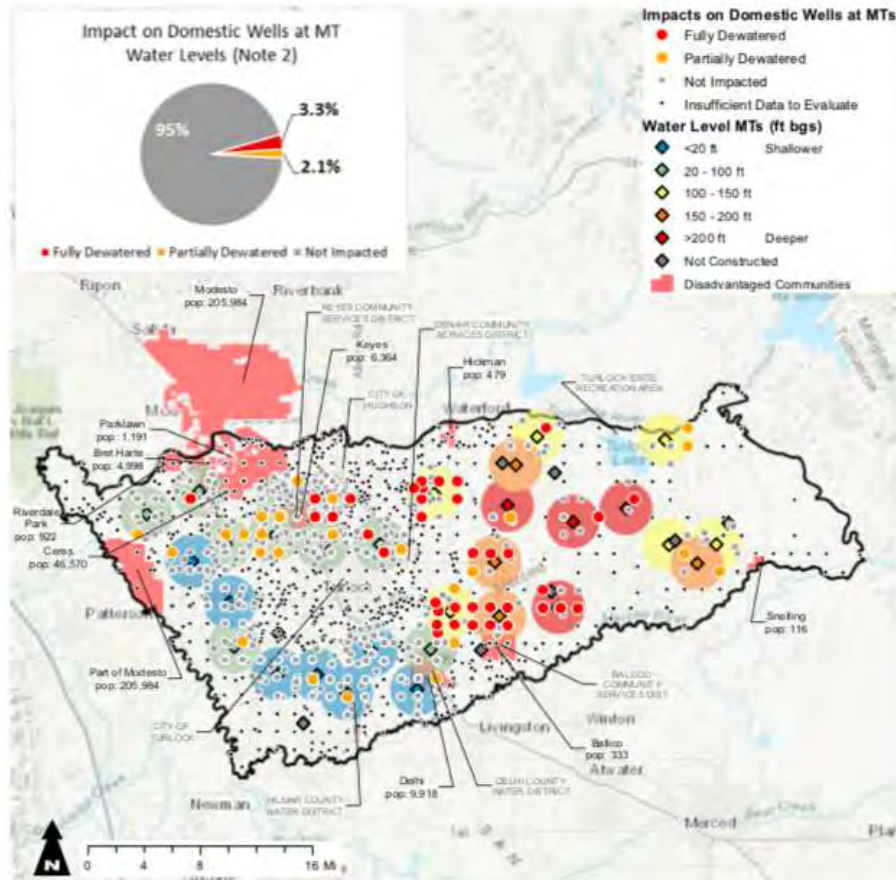 Impact on Domestic Wells at MT
Water Levels (Note 2)
95%
3.3%
2.1%
Fully Dewatered
Partially Dewatered
Not Impacted
Impacts on Domestic Wells at MTs
Fully Dewatered
Partially Dewatered
Not Impacted
Insufficient Data to Evaluate
Water Level MTs (ft bgs)
<20 ft Shallower
20 - 100 ft
100 - 150 ft
150 - 200 ft
>200 ft Deeper
Not Constructed
Disadvantaged Communities
Ripon
Riverbank
Modesto
pop: 205,984
KEYES COMMUNITY
SERVICES DISTRICT
Keyes
pop: 6,364
DENAIR COMMUNITY
SERVICES DISTRICT
Hickman
pop: 479
TURLOCK STATE
RECREATION AREA
CITY OF
HUGHSON
Waterford
Parklawn
pop: 1,191
Bret Harte
pop: 4,998
Riverdale
Park
pop: 922
Ceres
pop: 46,570
Patterson
Part of Modesto
pop: 205,984
CITY OF
TURLOCK
Snelling
pop: 116
BALLICO
COMMUNITY
SERVICES DIST
Livingston
Winton
Ballico
pop: 333
Atwater
Delhi
pop: 9,918
DELHI COUNTY
WATER DISTRICT
Newman
HILMAR COUNTY
WATER DISTRICT
Merced
Bear Creek
N
0 4 8 16 Mi